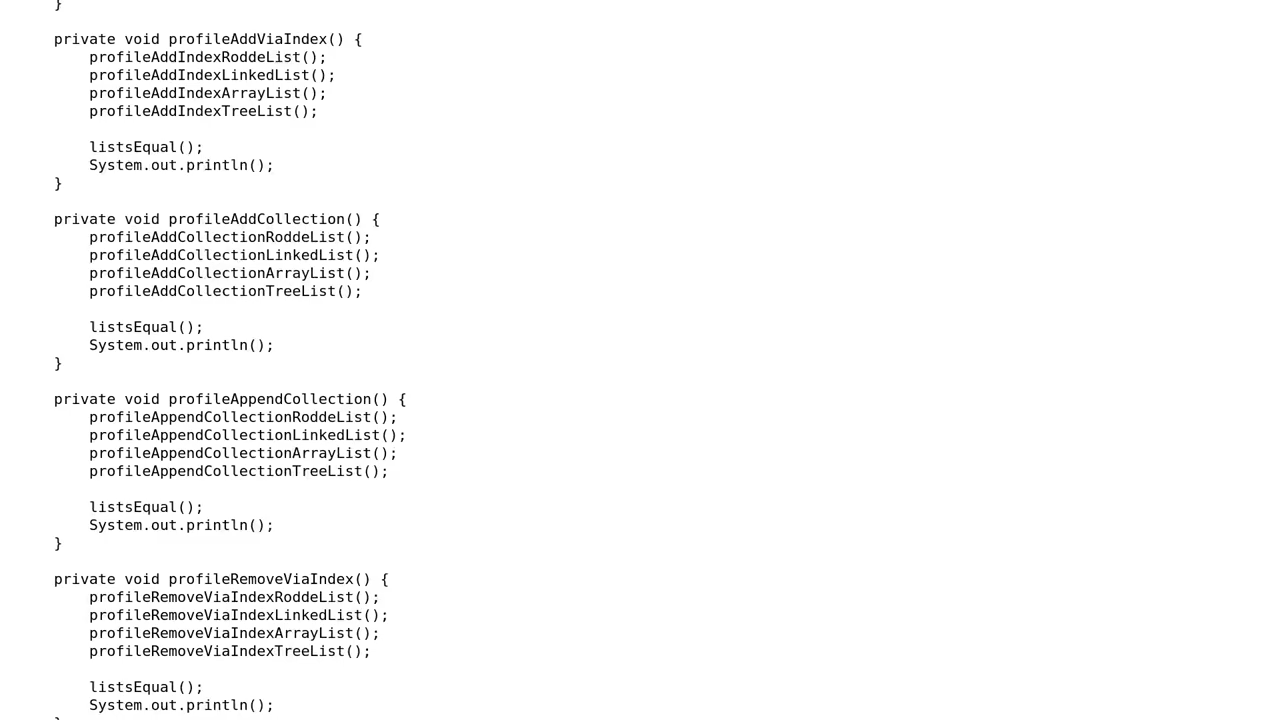 }
private void profileAddViaIndex() {
profileAddIndexRoddeList();
profileAddIndexLinkedList();
profileAddIndexArrayList();
profileAddIndexTreeList();
listsEqual();
System.out.println();
}
private void profileAddCollection() {
profileAddCollectionRoddeList();
profileAddCollectionLinkedList();
profileAddCollectionArrayList();
profileAddCollectionTreeList();
listsEqual();
System.out.println();
}
private void profileAppendCollection() {
profileAppendCollectionRoddeList();
profileAppendCollectionLinkedList();
profileAppendCollectionArrayList();
profileAppendCollectionTreeList();
listsEqual();
System.out.println();
}
private void profileRemoveViaIndex() {
profileRemoveViaIndexRoddeList();
profileRemoveViaIndexLinkedList();
profileRemoveViaIndexArrayList();
profileRemoveViaIndexTreeList();
listsEqual();
System.out.println();
}